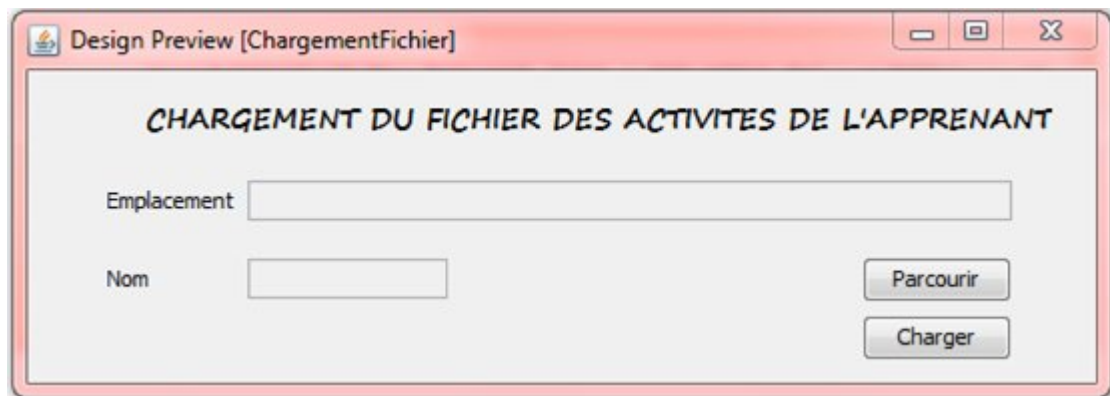 Design Preview [ChargementFichier]
CHARGEMENT DU FICHIER DES ACTIVITES DE L'APPRENANT
Emplacement
Nom
Parcourir
Charger